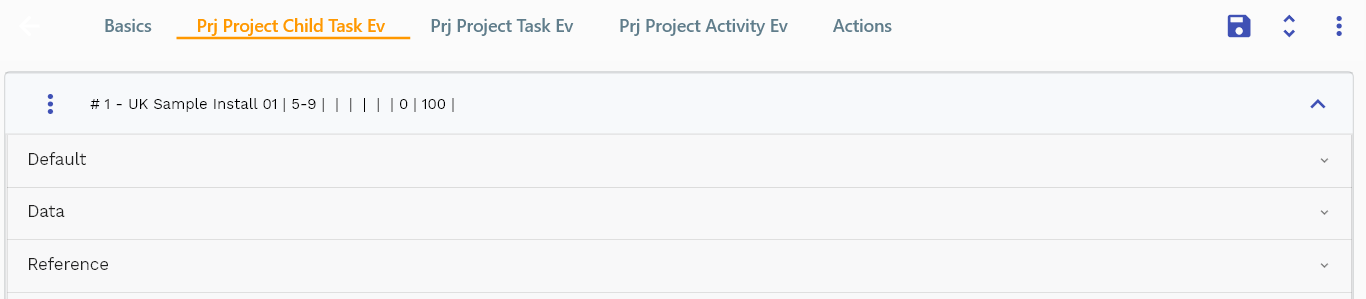 Basics Prj Project Child Task Ev Prj Project Task Ev Prj Project Activity Ev Actions
# 1 - UK Sample Install 01 | 5-9 | | | | | | 0 | 100 |
Default
Data
Reference